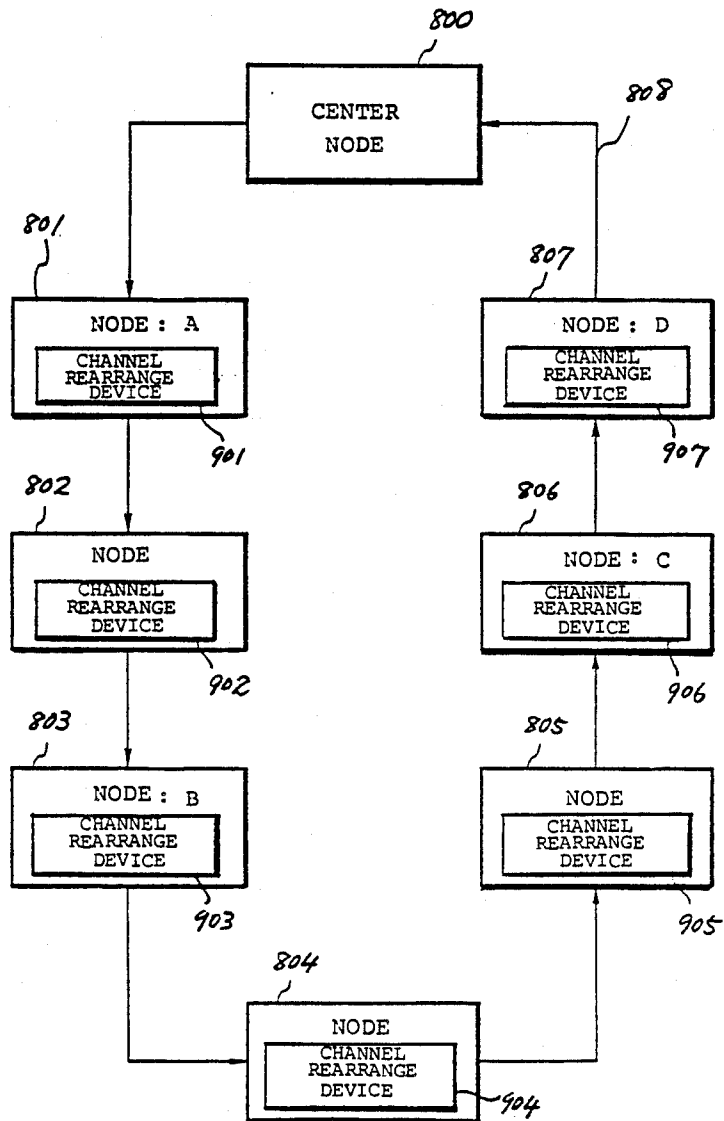 800
CENTER
NODE
808
801
NODE : A
CHANNEL
REARRANGE
DEVICE
901
807
NODE : D
CHANNEL
REARRANGE
DEVICE
907
802
NODE
CHANNEL
REARRANGE
DEVICE
902
806
NODE : C
CHANNEL
REARRANGE
DEVICE
906
803
NODE : B
CHANNEL
REARRANGE
DEVICE
903
805
NODE
CHANNEL
REARRANGE
DEVICE
905
804
NODE
CHANNEL
REARRANGE
DEVICE
904